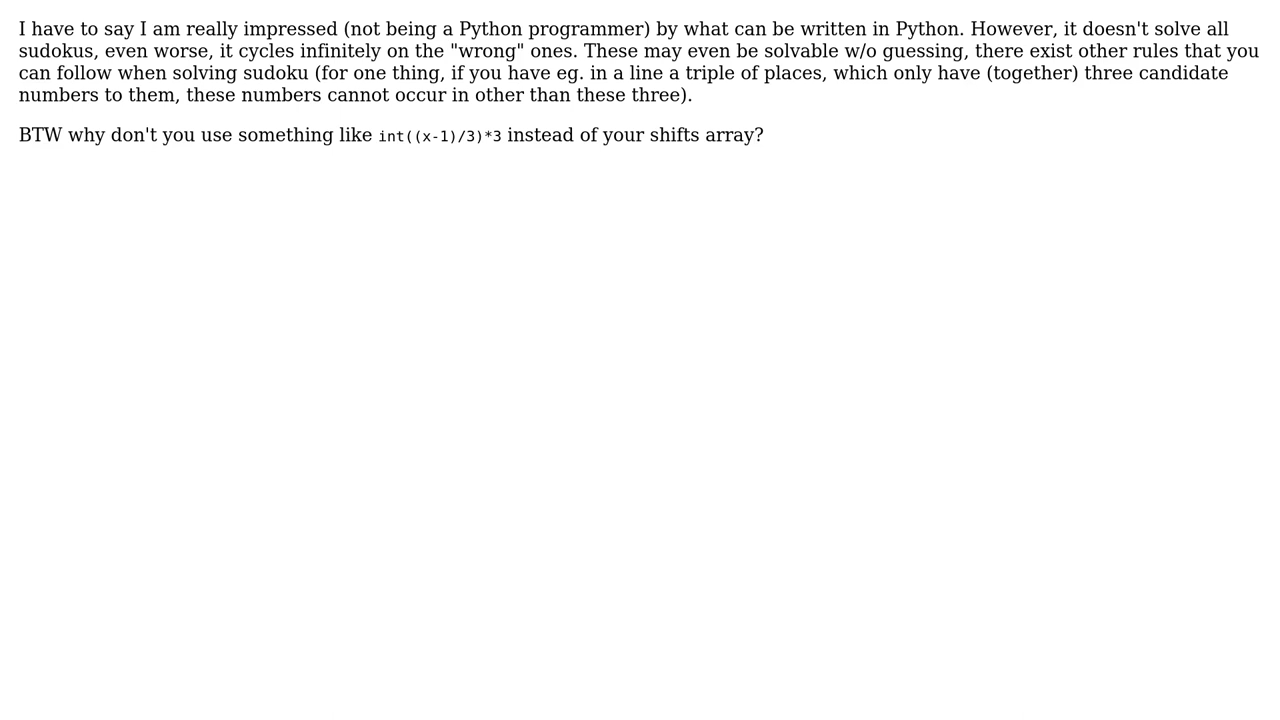 I have to say I am really impressed (not being a Python programmer) by what can be written in Python. However, it doesn't solve all
sudokus, even worse, it cycles infinitely on the "wrong" ones. These may even be solvable w/o guessing, there exist other rules that you
can follow when solving sudoku (for one thing, if you have eg. in a line a triple of places, which only have (together) three candidate
numbers to them, these numbers cannot occur in other than these three).
BTW why don't you use something like int((x-1)/3)*3 instead of your shifts array?